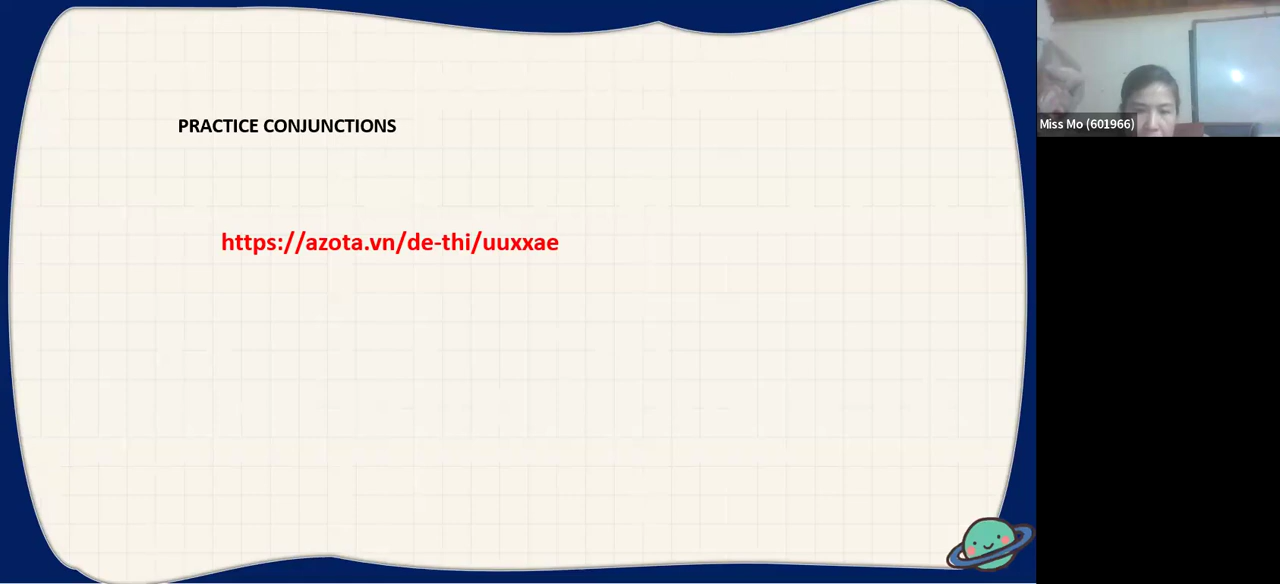 PRACTICE CONJUNCTIONS
https://azota.vn/de-thi/uuxxae
Miss Mo (601966)